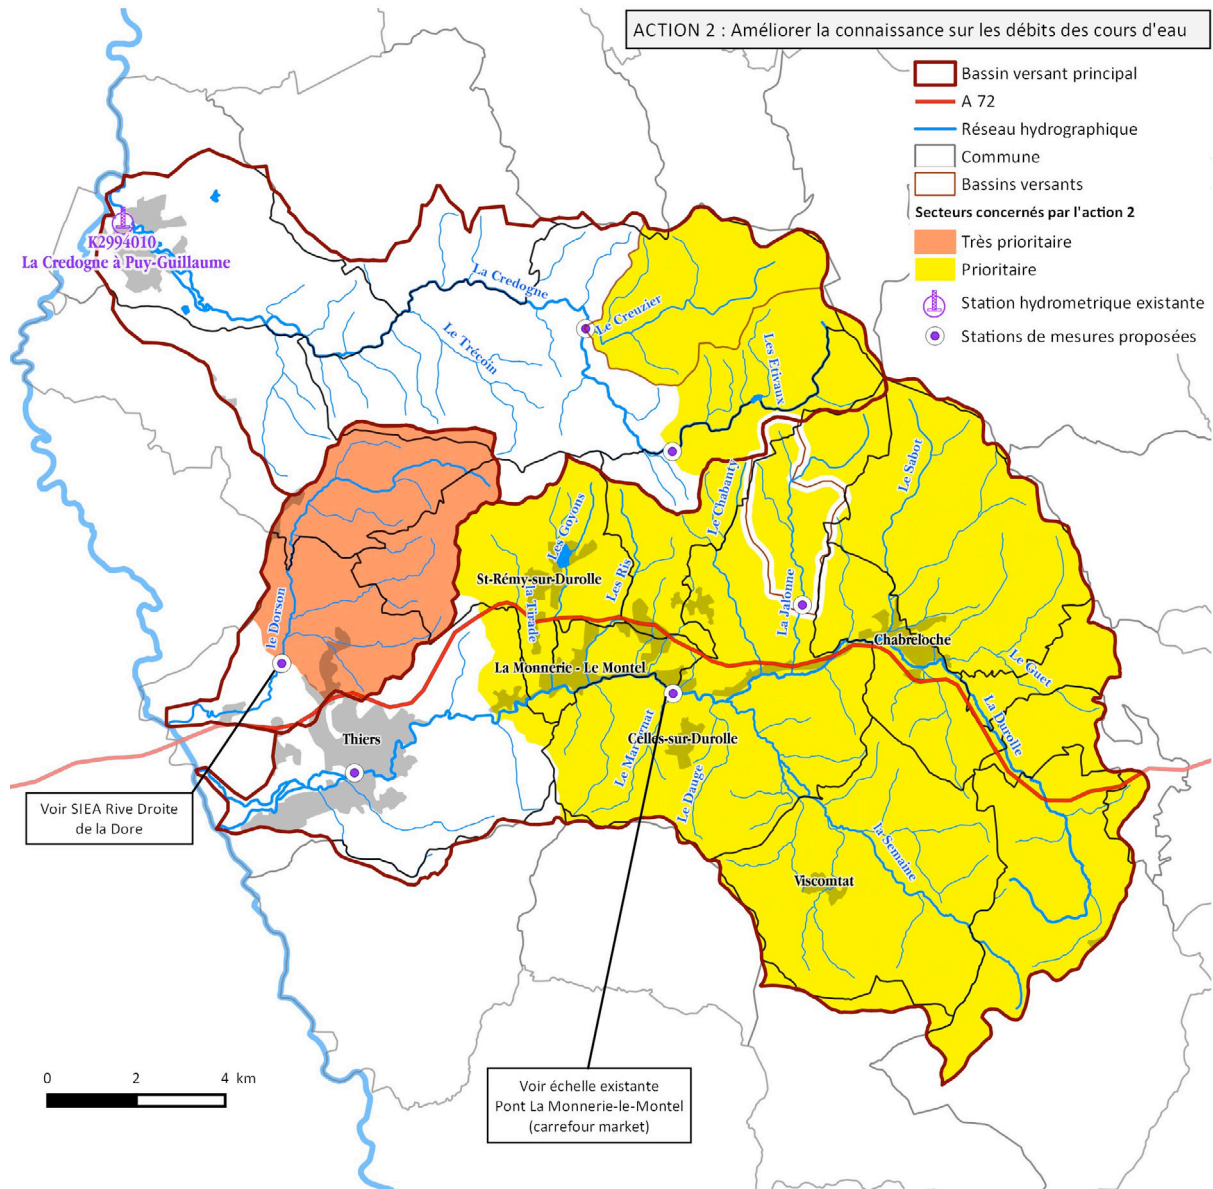 ACTION 2 : Améliorer la connaissance sur les débits des cours d'eau
Bassin versant principal
A 72
Réseau hydrographique
Commune
Bassins versants
Secteurs concernés par l'action 2
Très prioritaire
Prioritaire
Station hydrometrique existante
Stations de mesures proposées
K2994010
La Credogne à Puy-Guillaume
La Credogne
Le Creuzier
Le Trécoin
Les Etivaux
Le Sabot
Le Chabanty
Les Goyons
Les Ris
St-Rémy-sur-Durolle
la Tarade
La Jalonne
le Dorson
Chabreloche
Le Guet
La Monnerie - Le Montel
La Durolle
Thiers
Le Marignat
Celles-sur-Durolle
Le Dauge
la Semaine
Viscomtat
Voir SIEA Rive Droite
de la Dore
Voir échelle existante
Pont La Monnerie-le-Montel
(carrefour market)
0 2 4 km